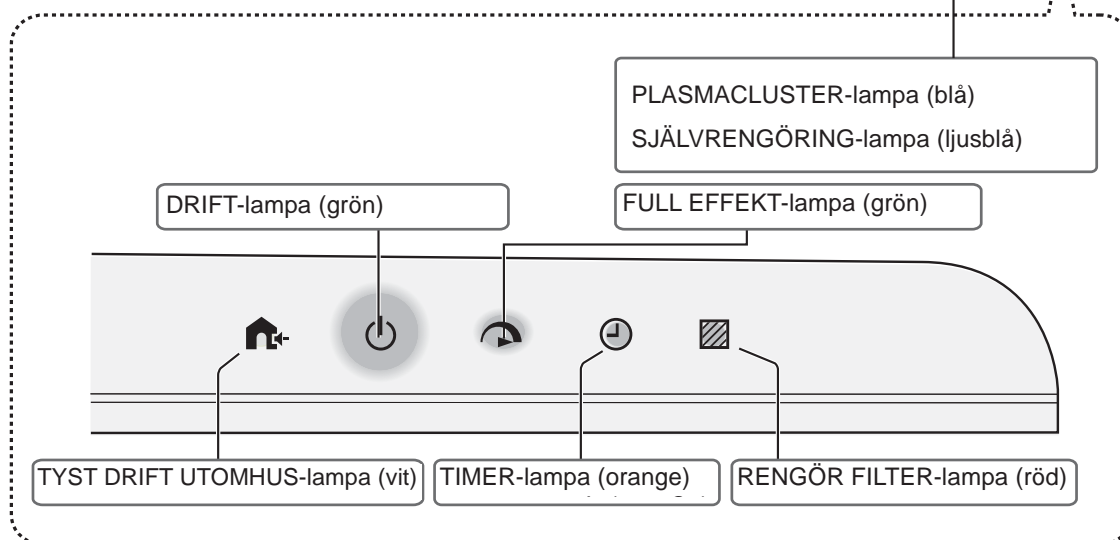 PLASMACLUSTER-lampa (blå)
SJÄLVRENGÖRING-lampa (ljusblå)
DRIFT-lampa (grön)
FULL EFFEKT-lampa (grön)
TYST DRIFT UTOMHUS-lampa (vit)
TIMER-lampa (orange)
RENGÖR FILTER-lampa (röd)